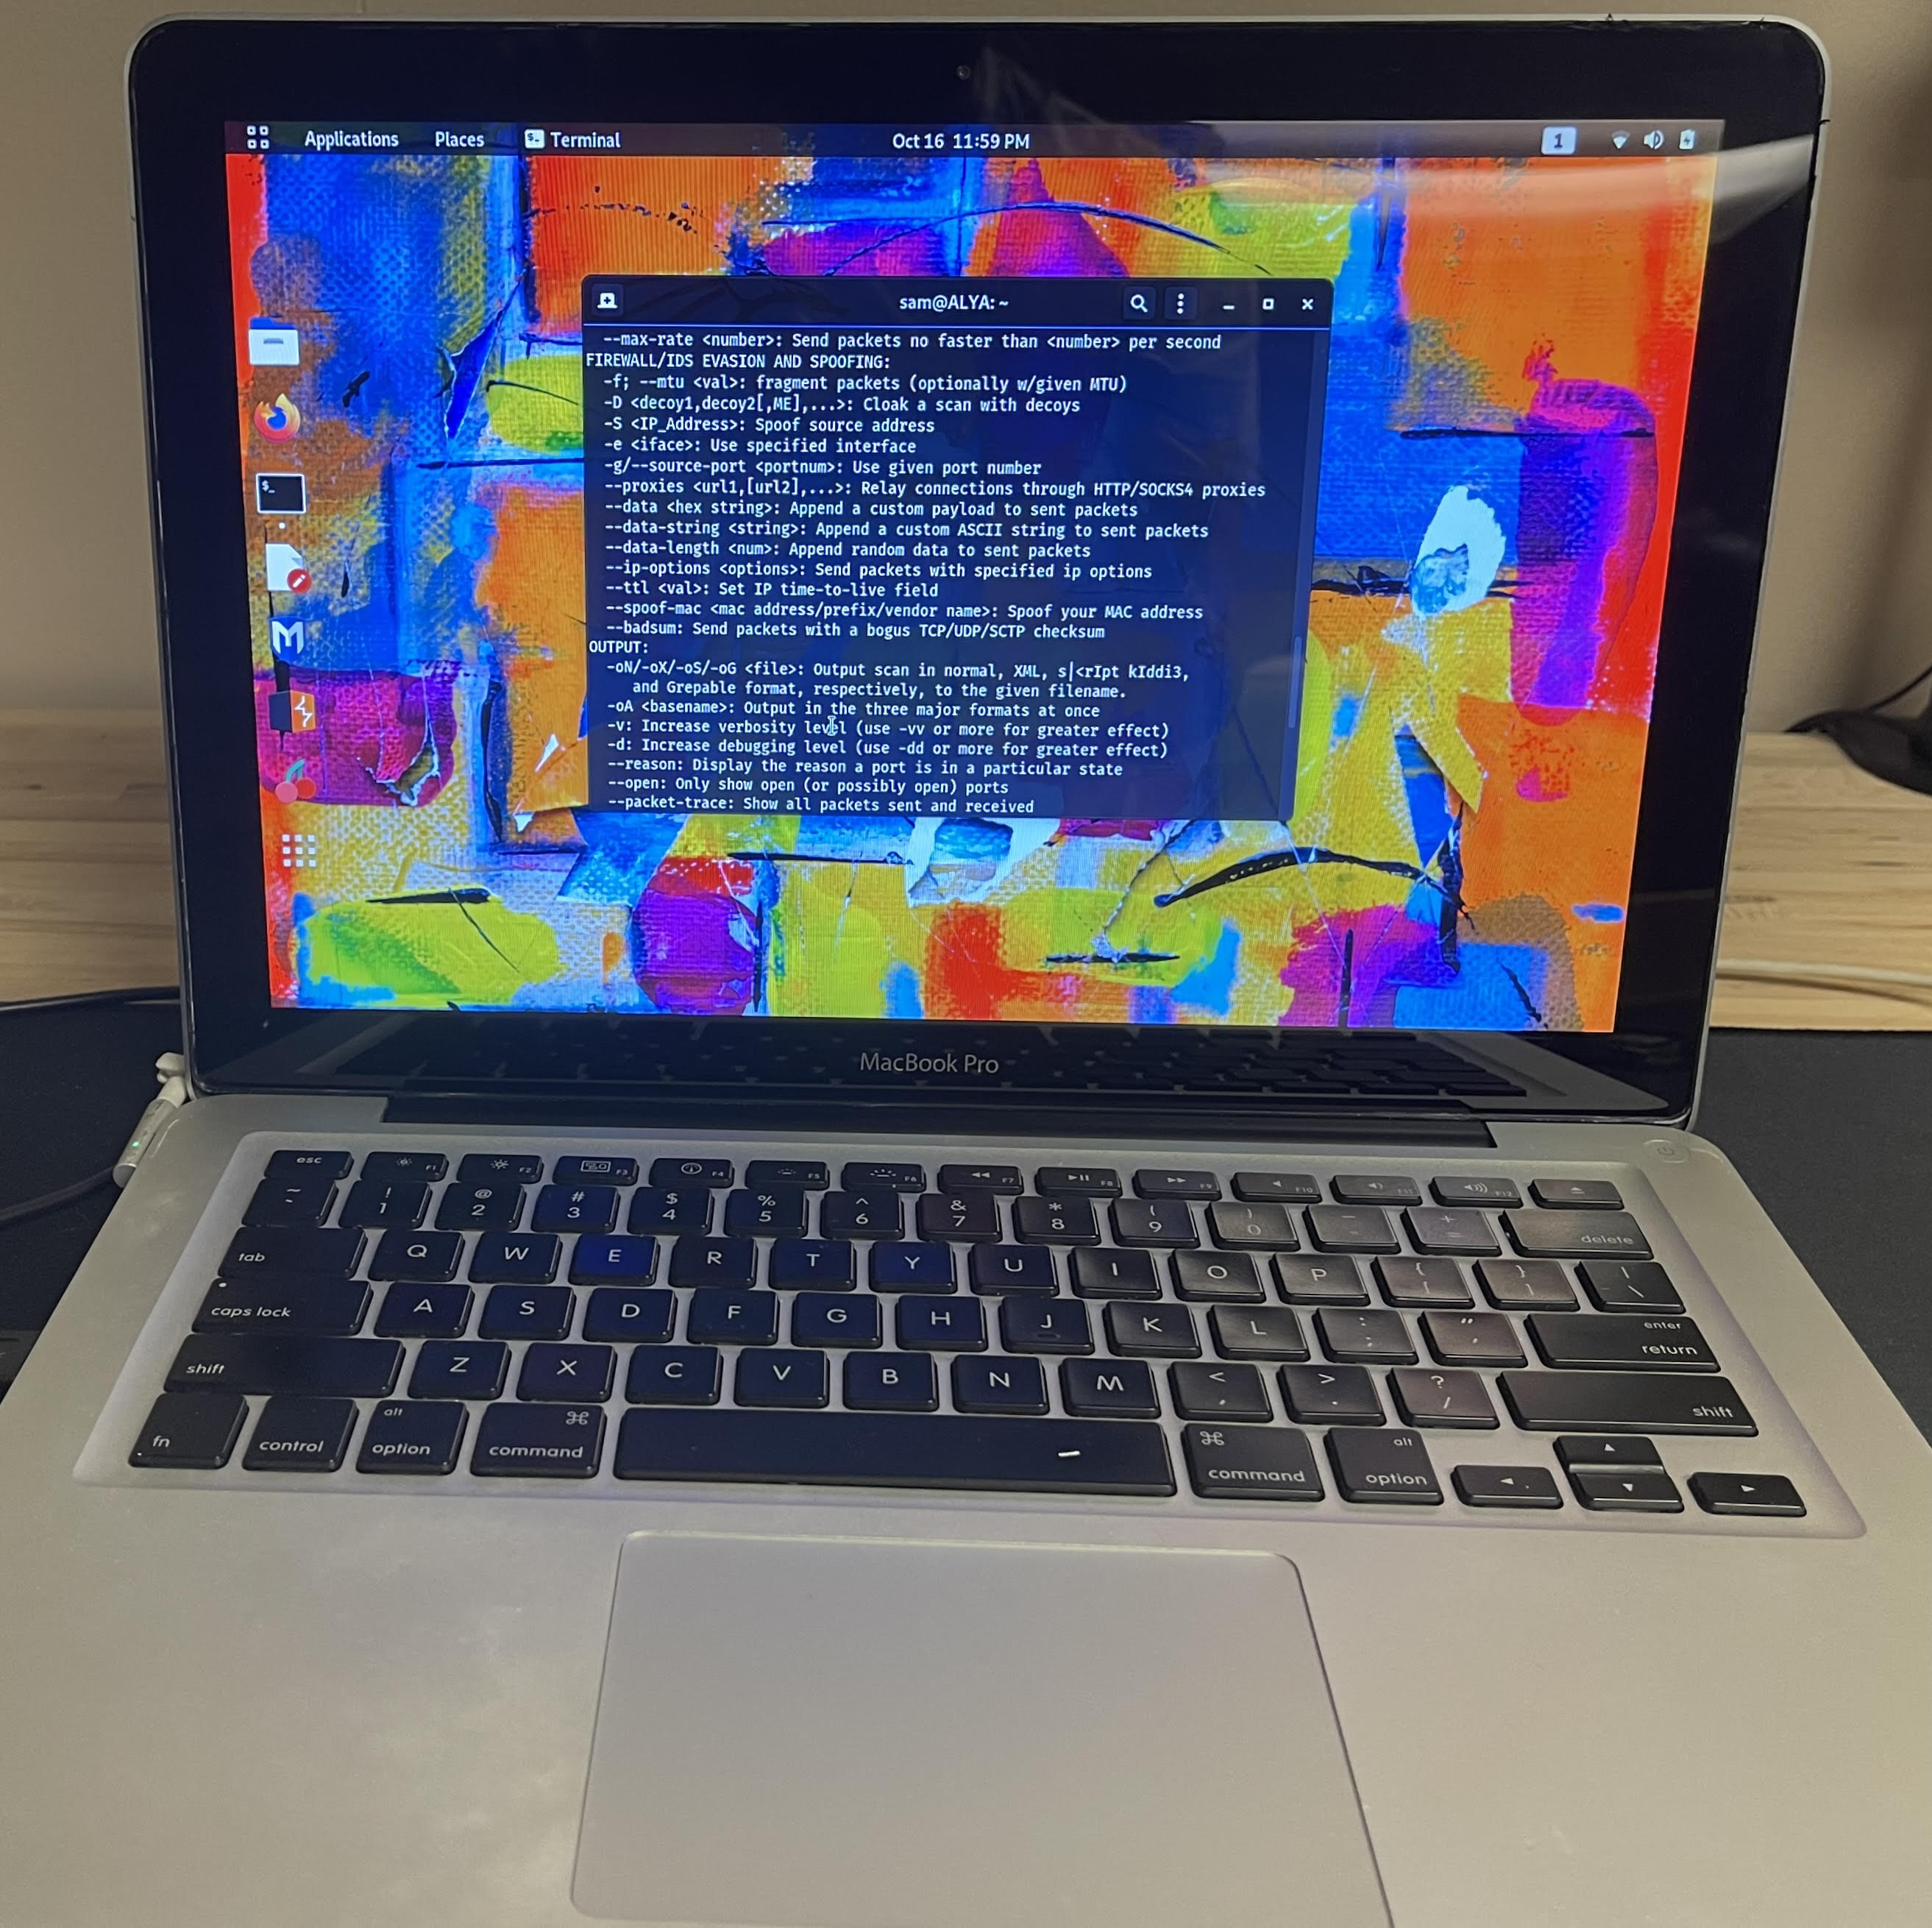 Applications Places Terminal Oct 16 11:59 PM 1
sam@ALYA: ~
--max-rate <number>: Send packets no faster than <number> per second
FIREWALL/IDS EVASION AND SPOOFING:
-f; --mtu <val>: fragment packets (optionally w/given MTU)
-D <decoy1,decoy2[,ME],...>: Cloak a scan with decoys
-S <IP_Address>: Spoof source address
-e <iface>: Use specified interface
-g/--source-port <portnum>: Use given port number
--proxies <url1,[url2],...>: Relay connections through HTTP/SOCKS4 proxies
--data <hex string>: Append a custom payload to sent packets
--data-string <string>: Append a custom ASCII string to sent packets
--data-length <num>: Append random data to sent packets
--ip-options <options>: Send packets with specified ip options
--ttl <val>: Set IP time-to-live field
--spoof-mac <mac address/prefix/vendor name>: Spoof your MAC address
--badsum: Send packets with a bogus TCP/UDP/SCTP checksum
OUTPUT:
-oN/-oX/-oS/-oG <file>: Output scan in normal, XML, s|<rIpt kIddi3,
and Grepable format, respectively, to the given filename.
-oA <basename>: Output in the three major formats at once
-v: Increase verbosity level (use -vv or more for greater effect)
-d: Increase debugging level (use -dd or more for greater effect)
--reason: Display the reason a port is in a particular state
--open: Only show open (or possibly open) ports
--packet-trace: Show all packets sent and received
MacBook Pro
esc F1 F2 F3 F4 F5 F6 F7 F8 F9 F10 F11 F12
~ ! @ # $ % ^ & * ( ) _ +
1 2 3 4 5 6 7 8 9 0 - = delete
tab Q W E R T Y U I O P { [ } ] | \
caps lock A S D F G H J K L : ; " ' enter return
shift Z X C V B N M < , > . ? / shift
fn control alt option ⌘ command ⌘ command alt option